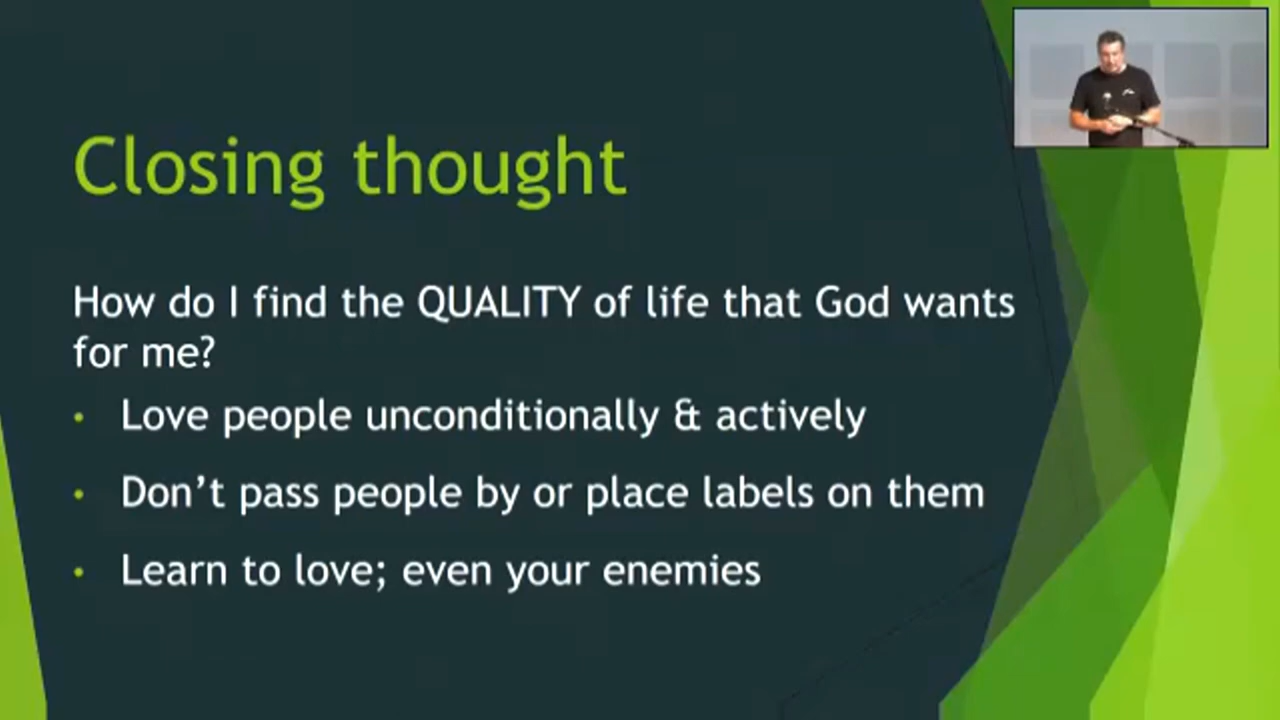 Closing thought
How do I find the QUALITY of life that God wants
for me?
• Love people unconditionally & actively
• Don’t pass people by or place labels on them
• Learn to love; even your enemies